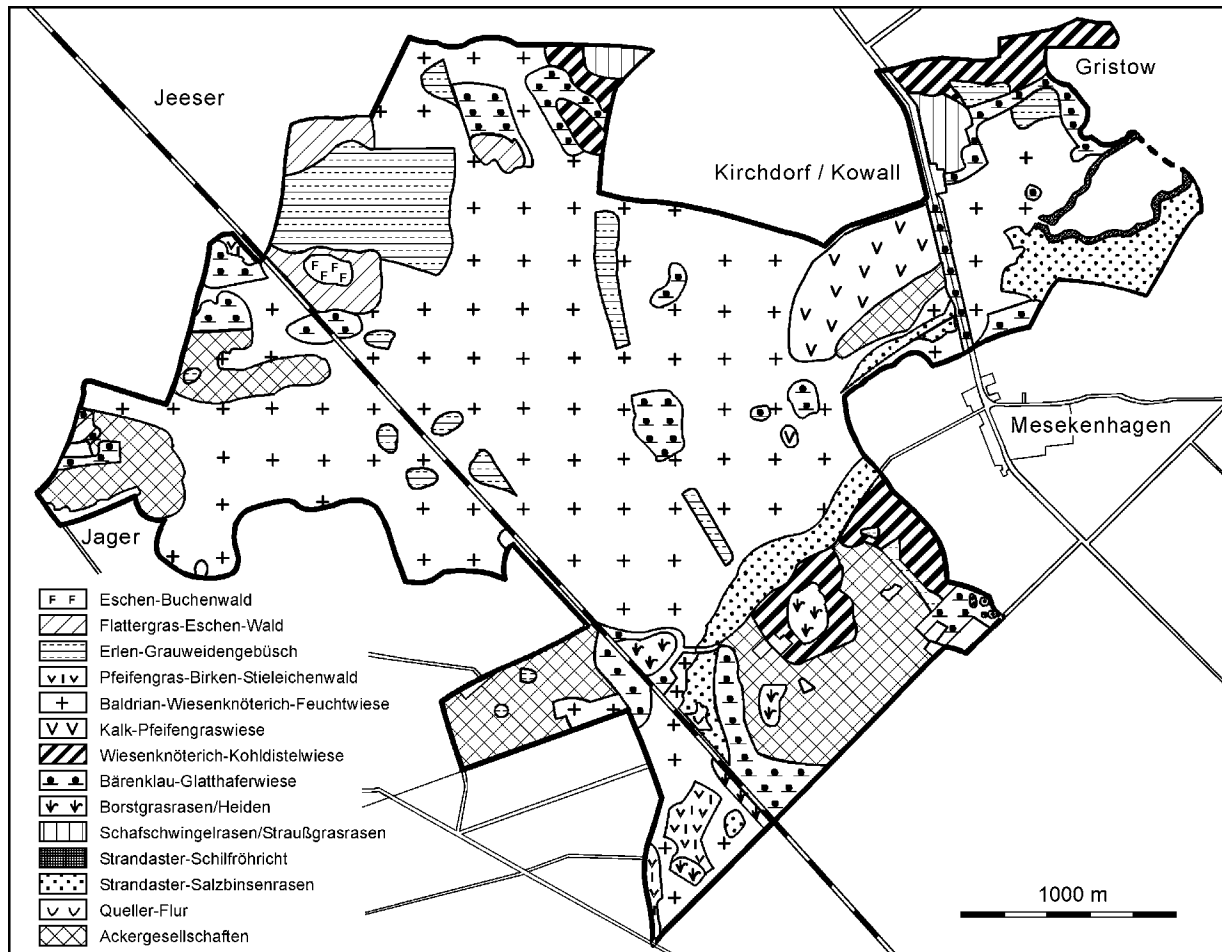 Jeeser
Gristow
Kirchdorf / Kowall
Mesekenhagen
Jager
F F
F F F
F F Eschen-Buchenwald
Flattergras-Eschen-Wald
Erlen-Grauweidengebüsch
Pfeifengras-Birken-Stieleichenwald
Baldrian-Wiesenknöterich-Feuchtwiese
Kalk-Pfeifengraswiese
Wiesenknöterich-Kohldistelwiese
Bärenklau-Glatthaferwiese
Borstgrasrasen/Heiden
Schafschwingelrasen/Straußgrasrasen
Strandaster-Schilfröhricht
Strandaster-Salzbinsenrasen
Queller-Flur
Ackergesellschaften
1000 m